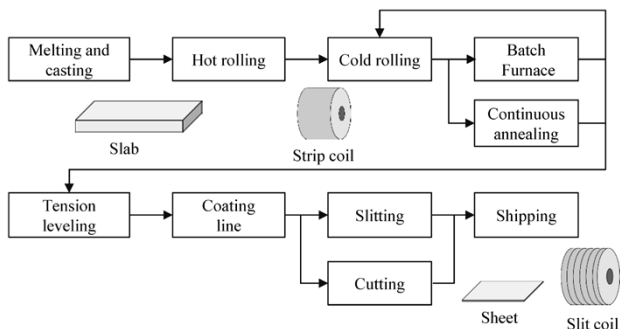 Melting and
casting
Hot rolling
Cold rolling
Batch
Furnace
Continuous
annealing
Slab
Strip coil
Tension
leveling
Coating
line
Slitting
Shipping
Cutting
Sheet
Slit coil